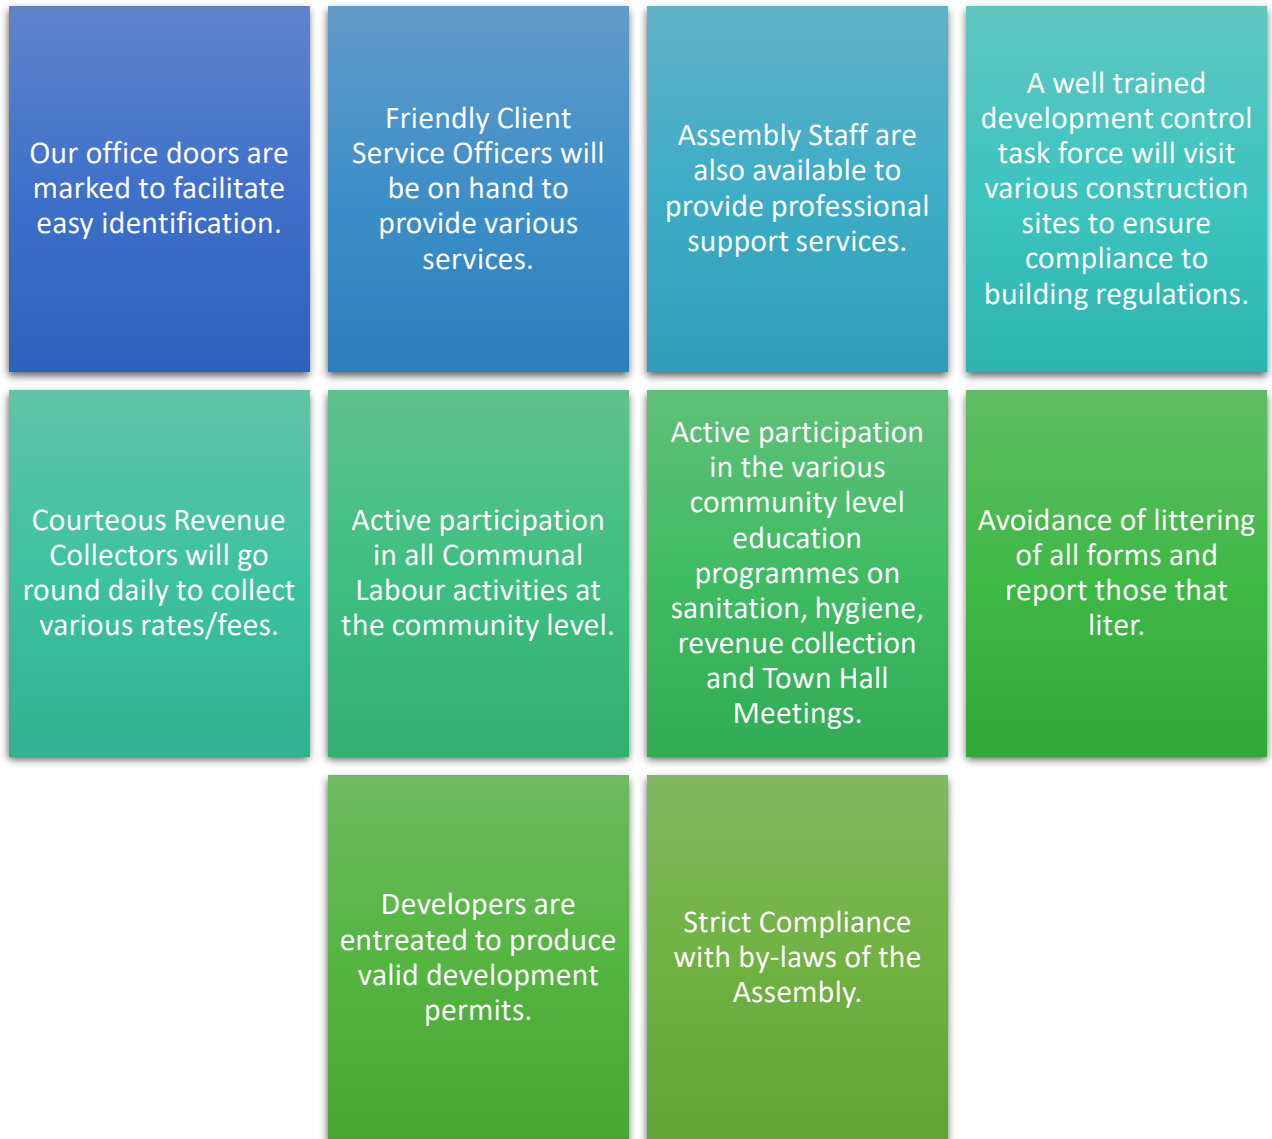 Our office doors are
marked to facilitate
easy identification.
Friendly Client
Service Officers will
be on hand to
provide various
services.
Assembly Staff are
also available to
provide professional
support services.
A well trained
development control
task force will visit
various construction
sites to ensure
compliance to
building regulations.
Courteous Revenue
Collectors will go
round daily to collect
various rates/fees.
Active participation
in all Communal
Labour activities at
the community level.
Active participation
in the various
community level
education
programmes on
sanitation, hygiene,
revenue collection
and Town Hall
Meetings.
Avoidance of littering
of all forms and
report those that
liter.
Developers are
entreated to produce
valid development
permits.
Strict Compliance
with by-laws of the
Assembly.